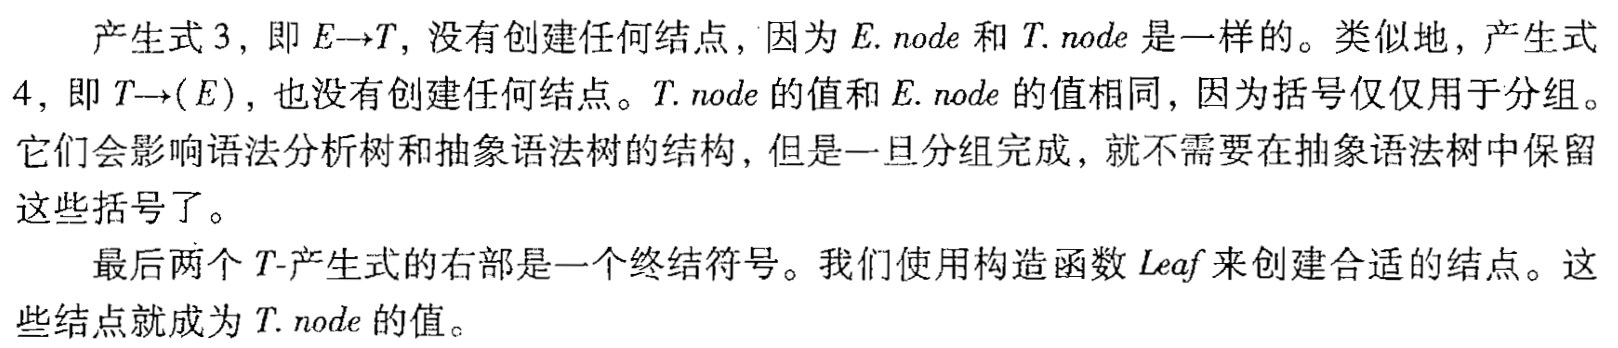 产生式 3, 即 E→T, 没有创建任何结点, 因为 E. node 和 T. node 是一样的。类似地, 产生式
4, 即 T→(E), 也没有创建任何结点。T. node 的值和 E. node 的值相同, 因为括号仅仅用于分组。
它们会影响语法分析树和抽象语法树的结构, 但是一旦分组完成, 就不需要在抽象语法树中保留
这些括号了。
最后两个 T-产生式的右部是一个终结符号。我们使用构造函数 Leaf 来创建合适的结点。这
些结点就成为 T. node 的值。